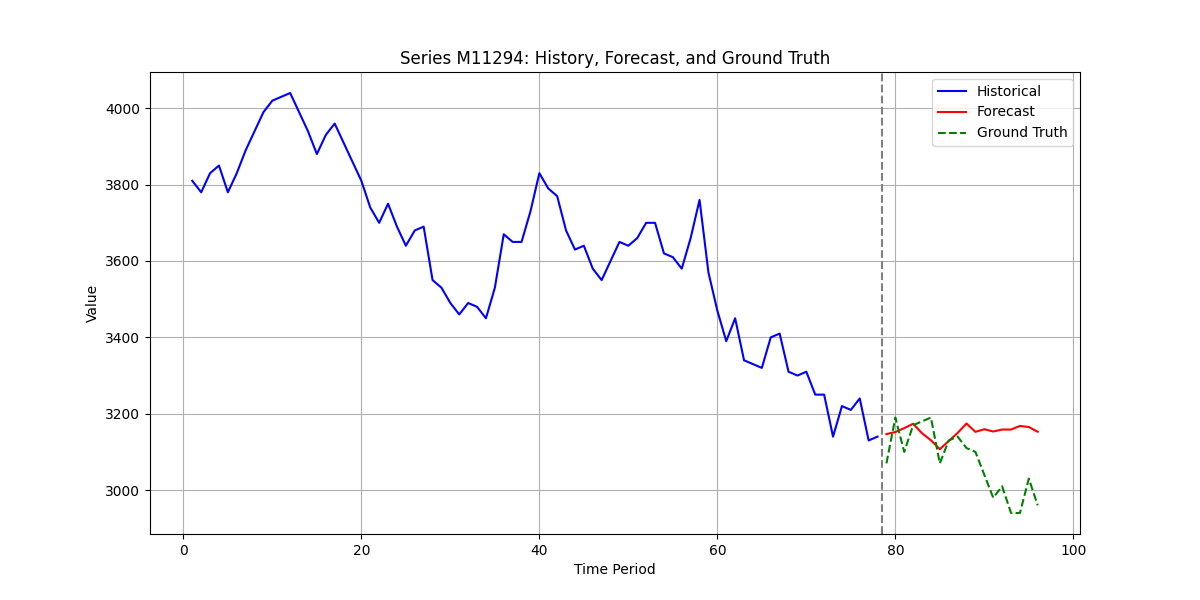 Series M11294: History, Forecast, and Ground Truth
Historical
Forecast
Ground Truth
4000
3800
3600
3400
3200
3000
Value
0 20 40 60 80 100
Time Period